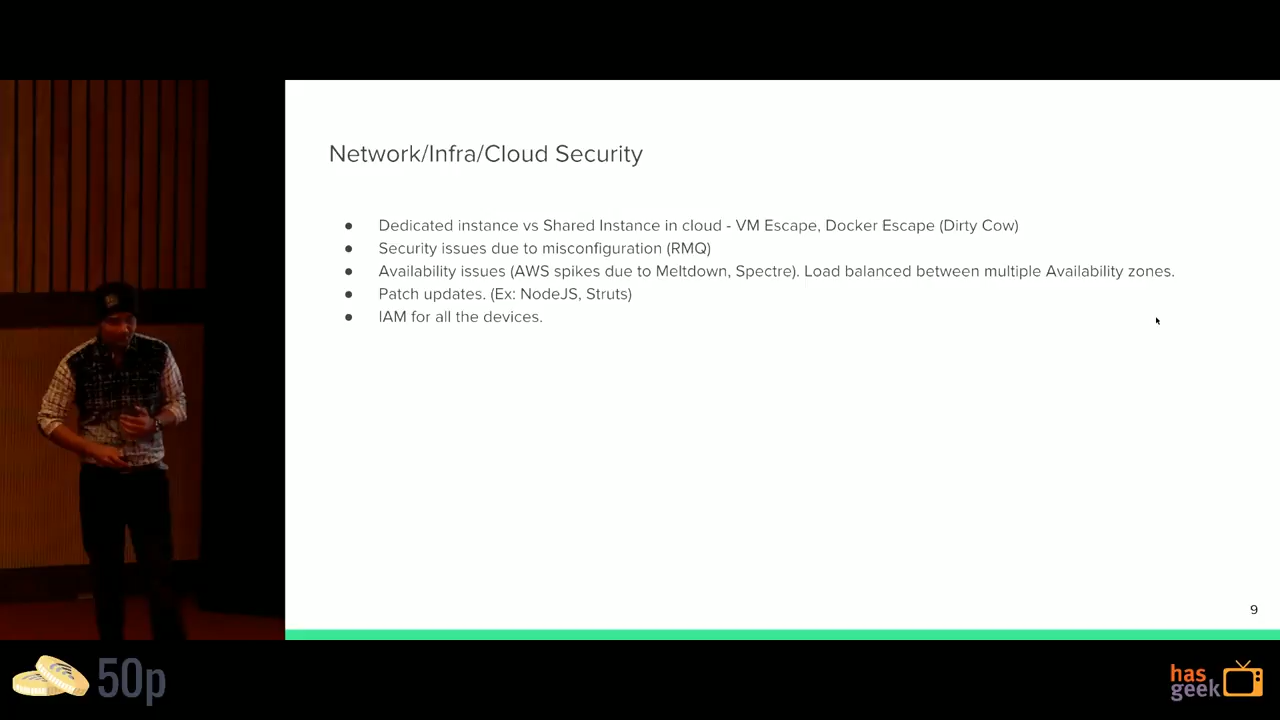 Network/Infra/Cloud Security
● Dedicated instance vs Shared Instance in cloud - VM Escape, Docker Escape (Dirty Cow)
● Security issues due to misconfiguration (RMQ)
● Availability issues (AWS spikes due to Meltdown, Spectre). Load balanced between multiple Availability zones.
● Patch updates. (Ex: NodeJS, Struts)
● IAM for all the devices.
9
50p
has
geek